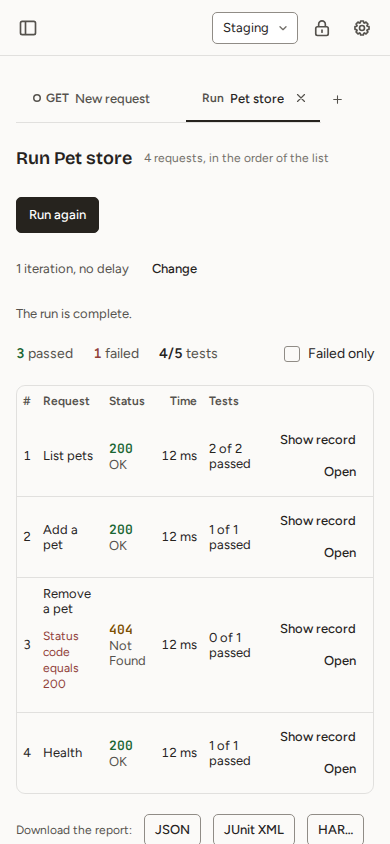 Staging
GET New request
Run Pet store
Run Pet store
4 requests, in the order of the list
Run again
1 iteration, no delay
Change
The run is complete.
3 passed
1 failed
4/5 tests
Failed only
# Request Status Time Tests
1 List pets 200 OK 12 ms 2 of 2 passed Show record Open
2 Add a pet 200 OK 12 ms 1 of 1 passed Show record Open
3 Remove a pet Status code equals 200 404 Not Found 12 ms 0 of 1 passed Show record Open
4 Health 200 OK 12 ms 1 of 1 passed Show record Open
Download the report: JSON JUnit XML HAR...